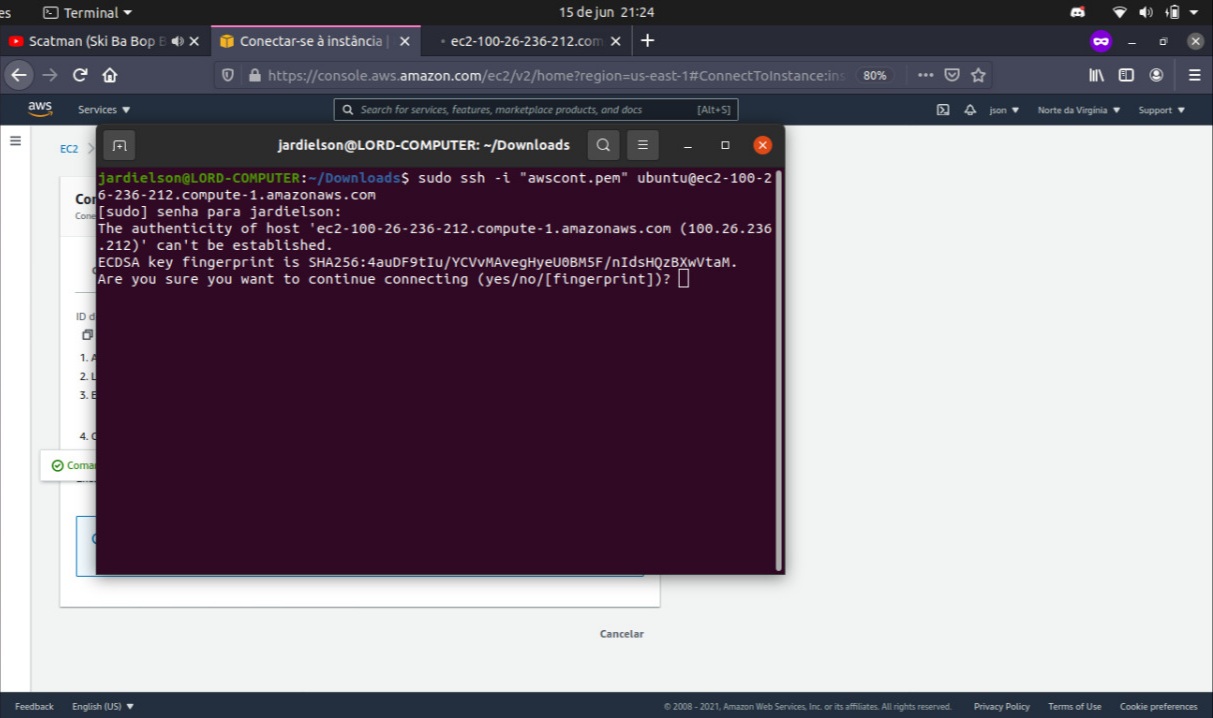 es Terminal 15 de jun 21:24
Scatman (Ski Ba Bop B Conectar-se à instância | ec2-100-26-236-212.com
https://console.aws.amazon.com/ec2/v2/home?region=us-east-1#ConnectToInstance:ins 80%
aws Services Search for services, features, marketplace products, and docs [Alt+S] json Norte da Virgínia Support
EC2
jardielson@LORD-COMPUTER: ~/Downloads
jardielson@LORD-COMPUTER:~/Downloads$ sudo ssh -i "awscont.pem" ubuntu@ec2-100-2
6-236-212.compute-1.amazonaws.com
[sudo] senha para jardielson:
The authenticity of host 'ec2-100-26-236-212.compute-1.amazonaws.com (100.26.236
.212)' can't be established.
ECDSA key fingerprint is SHA256:4auDF9tIu/YCVvMAvegHyeU0BM5F/nIdsHQzBXwVtaM.
Are you sure you want to continue connecting (yes/no/[fingerprint])?
Con
Cone
ID d
1. A
2. L
3. E
4. C
Coma
Cancelar
Feedback English (US) © 2008 - 2021, Amazon Web Services, Inc. or its affiliates. All rights reserved. Privacy Policy Terms of Use Cookie preferences